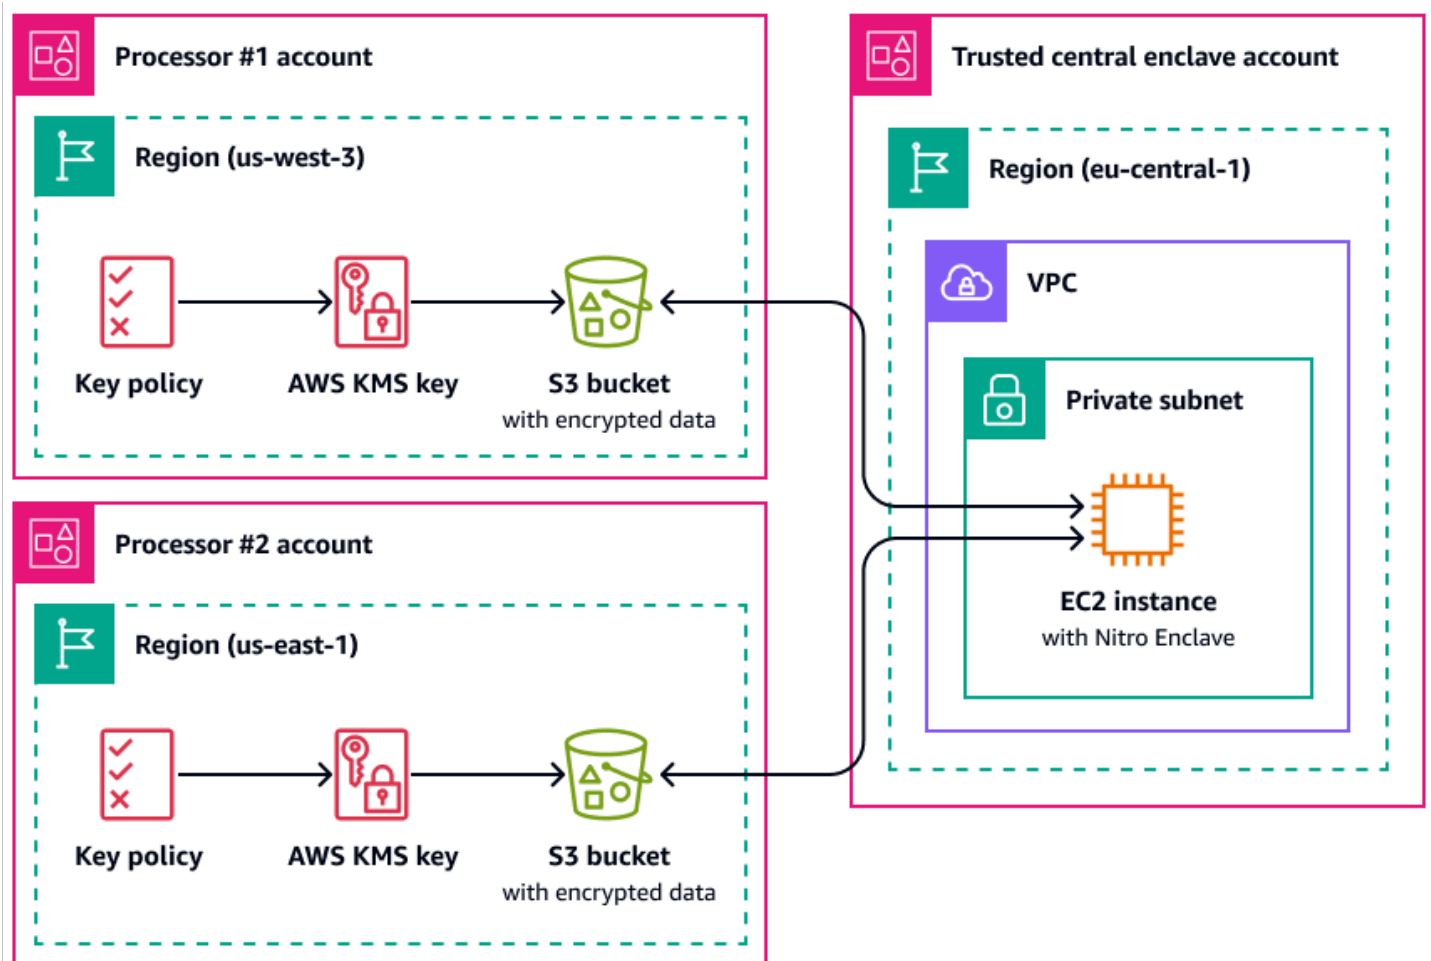 Processor #1 account
Region (us-west-3)
Key policy
AWS KMS key
S3 bucket
with encrypted data
Processor #2 account
Region (us-east-1)
Key policy
AWS KMS key
S3 bucket
with encrypted data
Trusted central enclave account
Region (eu-central-1)
VPC
Private subnet
EC2 instance
with Nitro Enclave